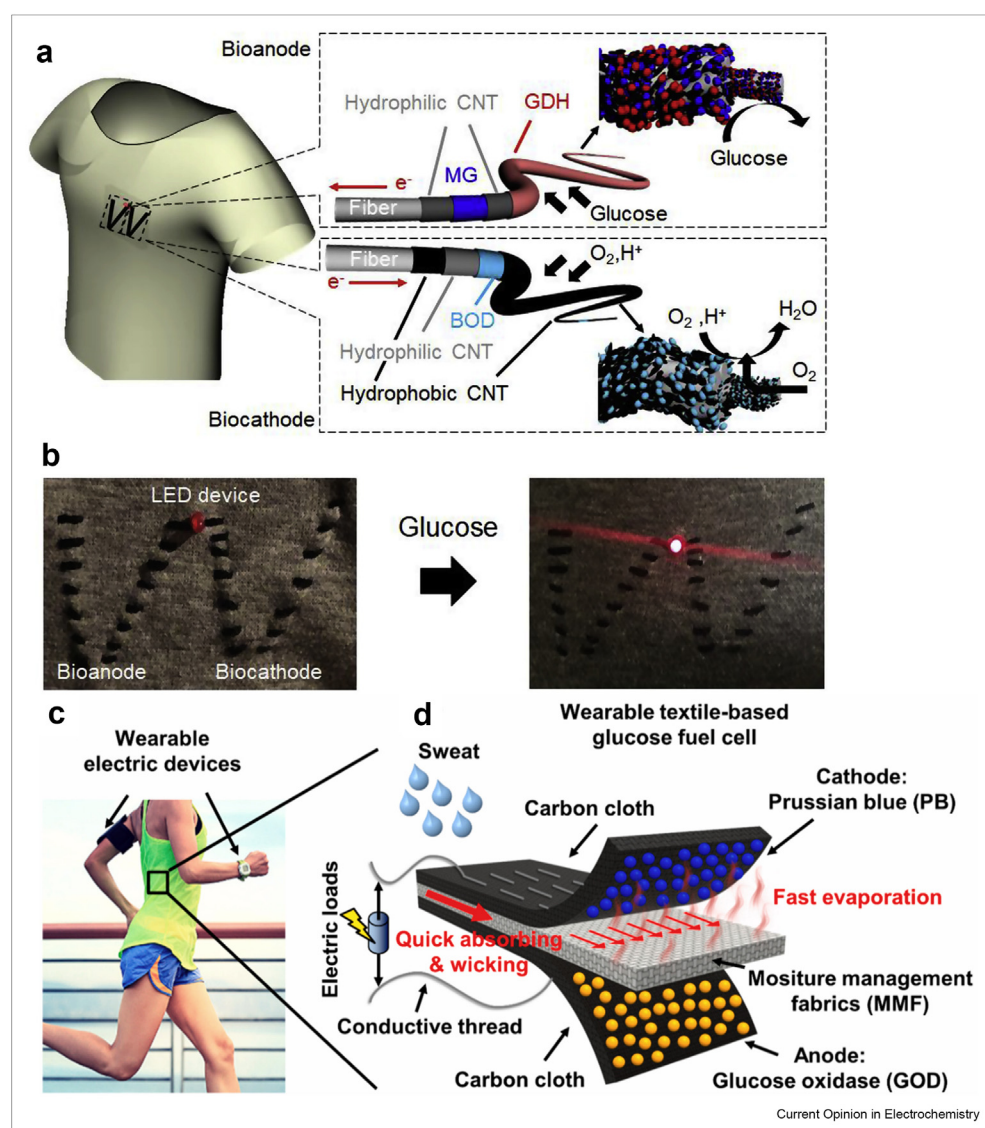 a
Bioanode
Hydrophilic CNT
GDH
MG
e-
Fiber
Glucose
Glucose
Fiber
e-
BOD
O2,H+
Hydrophilic CNT
Hydrophobic CNT
O2 ,H+
H2O
O2
Biocathode
b
LED device
Bioanode
Biocathode
Glucose
c
Wearable
electric devices
d
Wearable textile-based
glucose fuel cell
Sweat
Carbon cloth
Cathode:
Prussian blue (PB)
Electric loads
Quick absorbing
& wicking
Fast evaporation
Conductive thread
Carbon cloth
Mositure management
fabrics (MMF)
Anode:
Glucose oxidase (GOD)
Current Opinion in Electrochemistry